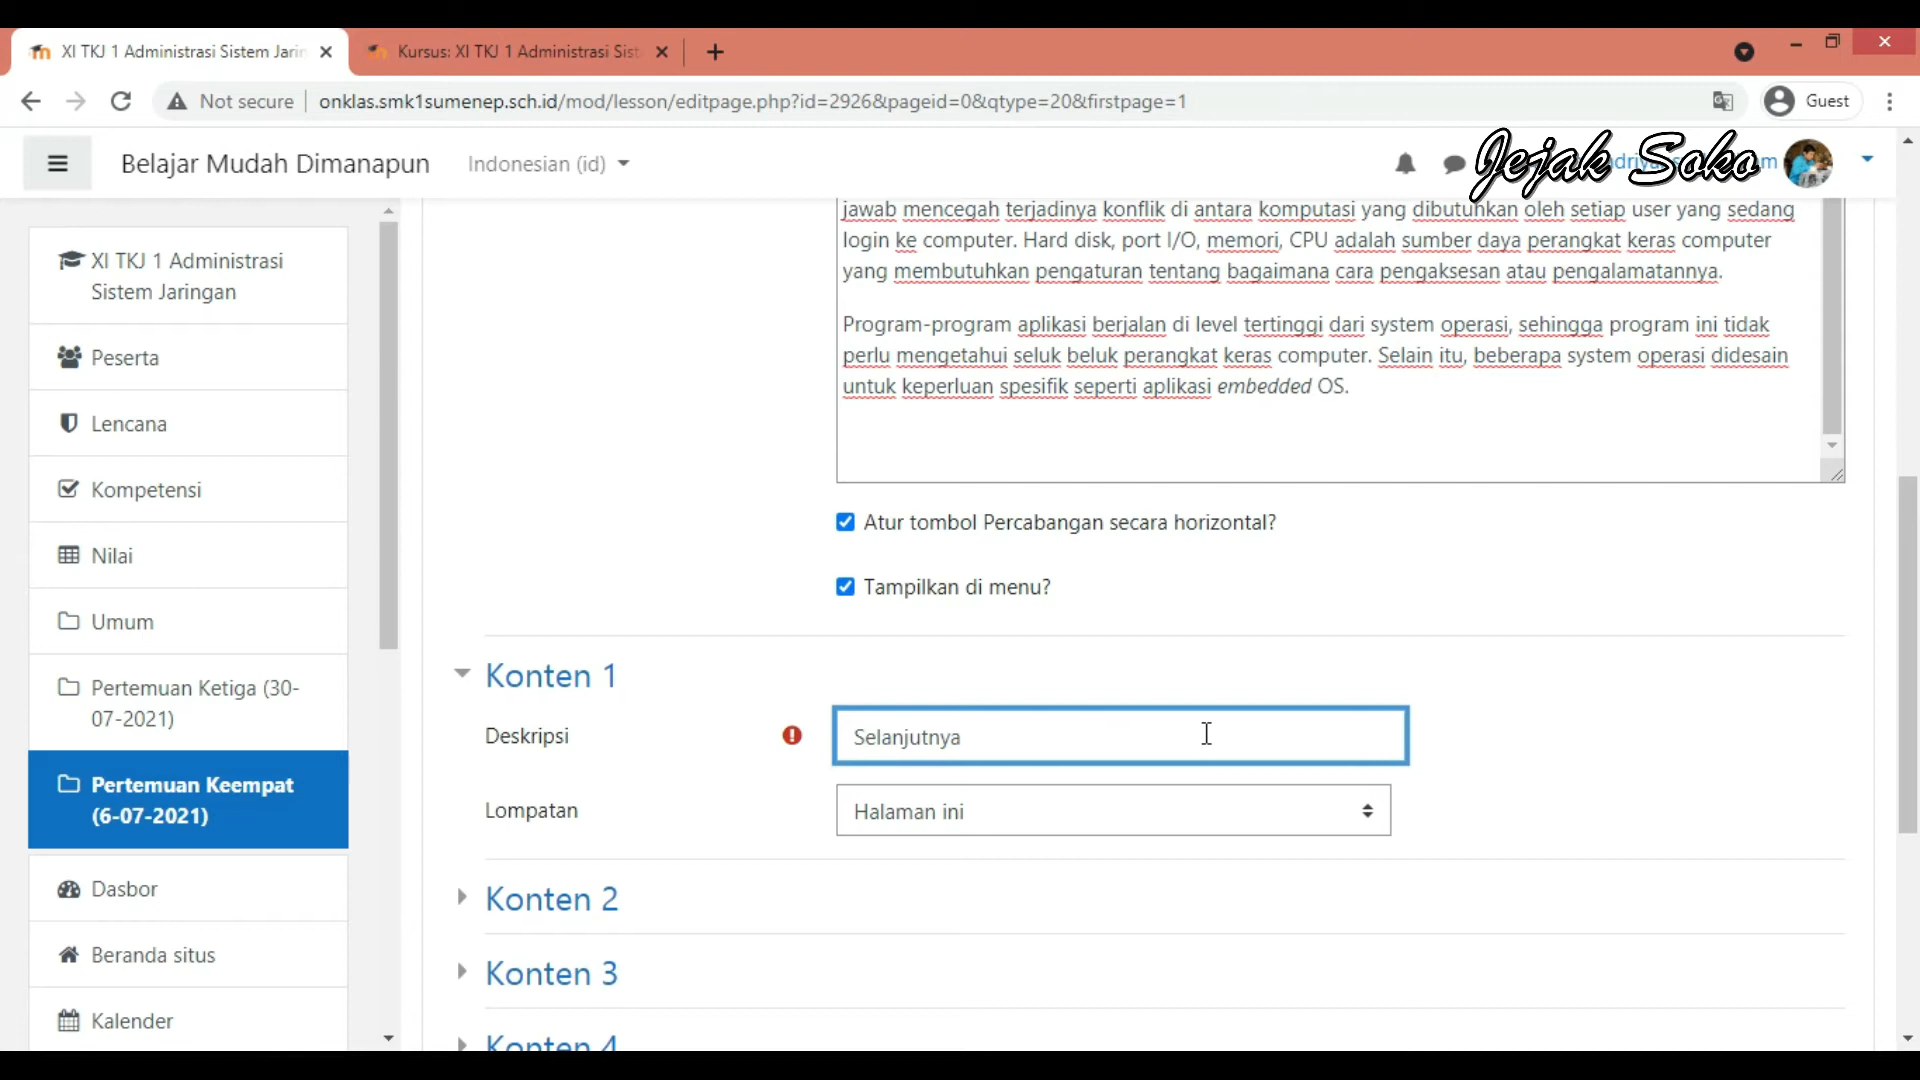 XI TKJ 1 Administrasi Sistem Jarin
Kursus: XI TKJ 1 Administrasi Sist
Not secure
onklas.smk1sumenep.sch.id/mod/lesson/editpage.php?id=2926&pageid=0&qtype=20&firstpage=1
Guest
Belajar Mudah Dimanapun
Indonesian (id)
Jejak Soko
XI TKJ 1 Administrasi
Sistem Jaringan
Peserta
Lencana
Kompetensi
Nilai
Umum
Pertemuan Ketiga (30-
07-2021)
Pertemuan Keempat
(6-07-2021)
Dasbor
Beranda situs
Kalender
jawab mencegah terjadinya konflik di antara komputasi yang dibutuhkan oleh setiap user yang sedang
login ke computer. Hard disk, port I/O, memori, CPU adalah sumber daya perangkat keras computer
yang membutuhkan pengaturan tentang bagaimana cara pengaksesan atau pengalamatannya.
Program-program aplikasi berjalan di level tertinggi dari system operasi, sehingga program ini tidak
perlu mengetahui seluk beluk perangkat keras computer. Selain itu, beberapa system operasi didesain
untuk keperluan spesifik seperti aplikasi embedded OS.
Atur tombol Percabangan secara horizontal?
Tampilkan di menu?
Konten 1
Deskripsi
Selanjutnya
Lompatan
Halaman ini
Konten 2
Konten 3
Konten 4